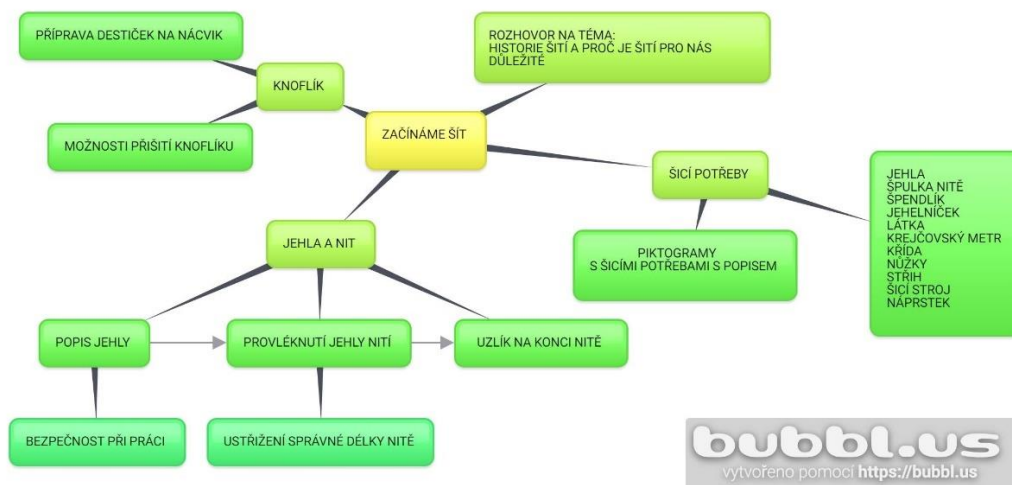 PŘÍPRAVA DESTIČEK NA NÁCVIK
ROZHOVOR NA TÉMA:
HISTORIE ŠITÍ A PROČ JE ŠITÍ PRO NÁS
DŮLEŽITÉ
KNOFLÍK
ZAČÍNÁME ŠÍT
MOŽNOSTI PŘIŠITÍ KNOFLÍKU
ŠICÍ POTŘEBY
JEHLA
ŠPULKA NITĚ
ŠPENDLÍK
JEHELNÍČEK
LÁTKA
KREJČOVSKÝ METR
KŘÍDA
NŮŽKY
STŘIH
ŠICÍ STROJ
NÁPRSTEK
JEHLA A NIT
PIKTOGRAMY
S ŠICÍMI POTŘEBAMI S POPISEM
POPIS JEHLY
PROVLÉKNUTÍ JEHLY NITÍ
UZLÍK NA KONCI NITĚ
BEZPEČNOST PŘI PRÁCI
USTŘIŽENÍ SPRÁVNÉ DÉLKY NITĚ
bubbl.us
vytvořeno pomocí https://bubbl.us